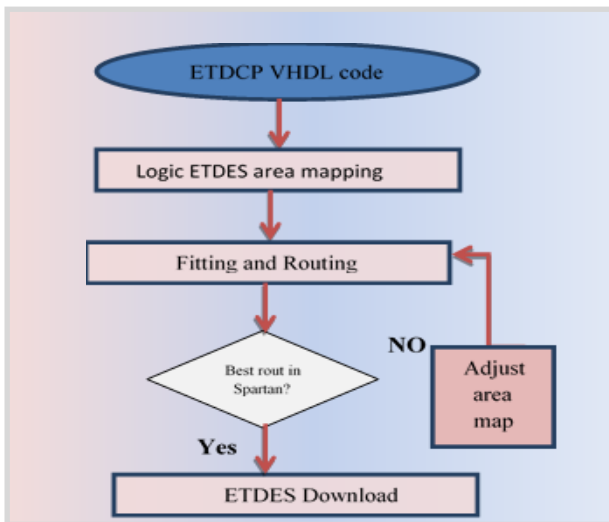 ETDCP VHDL code
Logic ETDES area mapping
Fitting and Routing
Best rout in
Spartan?
NO
Adjust
area
map
Yes
ETDES Download